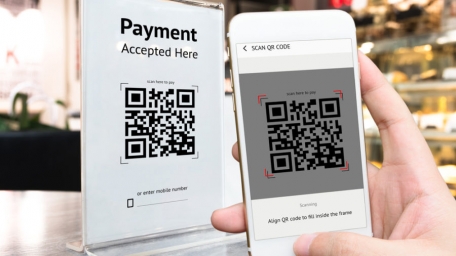 Payment
Accepted Here
scan here to pay
or enter mobile number
SCAN QR CODE
scan here to pay
Scanning
Align QR code to fill inside the frame